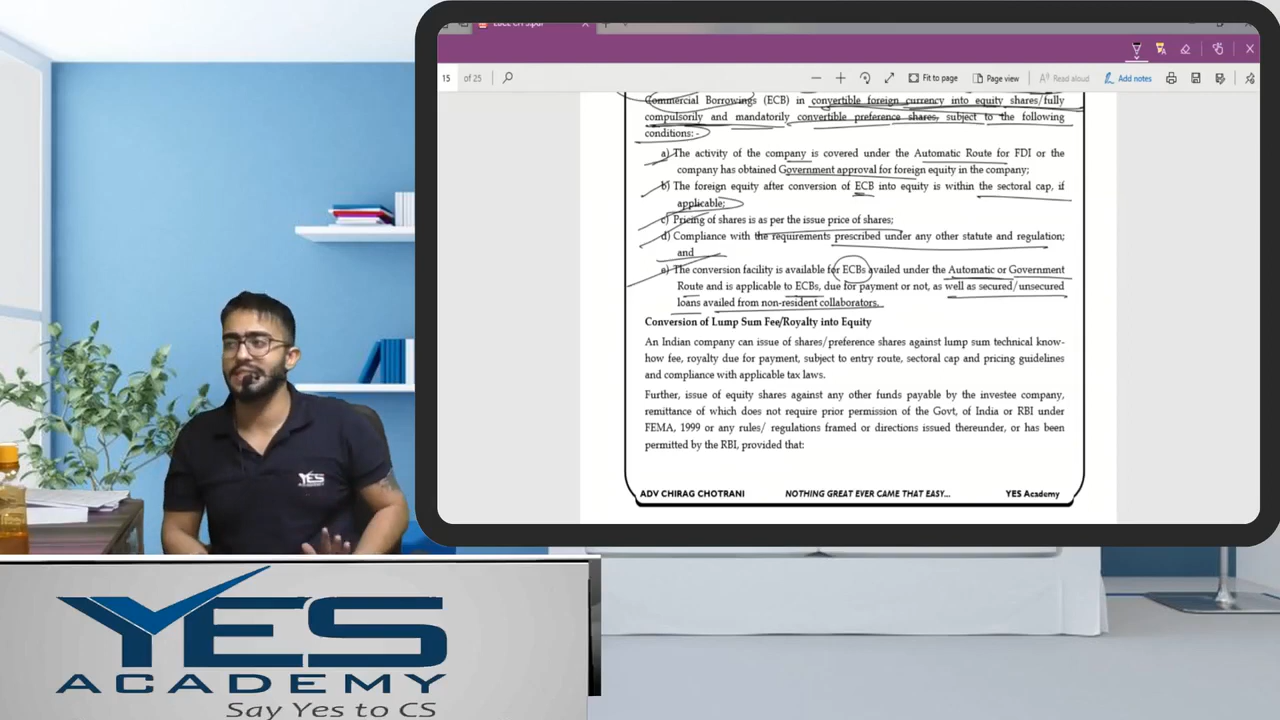 15 of 25
Fit to page
Page view
Read aloud
Add notes
Commercial Borrowings (ECB) in convertible foreign currency into equity shares/fully
compulsorily and mandatorily convertible preference shares, subject to the following
conditions: -
a) The activity of the company is covered under the Automatic Route for FDI or the
company has obtained Government approval for foreign equity in the company;
b) The foreign equity after conversion of ECB into equity is within the sectoral cap, if
applicable;
c) Pricing of shares is as per the issue price of shares;
d) Compliance with the requirements prescribed under any other statute and regulation;
and
e) The conversion facility is available for ECBs availed under the Automatic or Government
Route and is applicable to ECBs, due for payment or not, as well as secured/unsecured
loans availed from non-resident collaborators.
Conversion of Lump Sum Fee/Royalty into Equity
An Indian company can issue of shares/preference shares against lump sum technical know-
how fee, royalty due for payment, subject to entry route, sectoral cap and pricing guidelines
and compliance with applicable tax laws.
Further, issue of equity shares against any other funds payable by the investee company,
remittance of which does not require prior permission of the Govt, of India or RBI under
FEMA, 1999 or any rules/ regulations framed or directions issued thereunder, or has been
permitted by the RBI, provided that:
ADV CHIRAG CHOTRANI NOTHING GREAT EVER CAME THAT EASY... YES Academy
YES
ACADEMY
YES
ACADEMY
Say Yes to CS